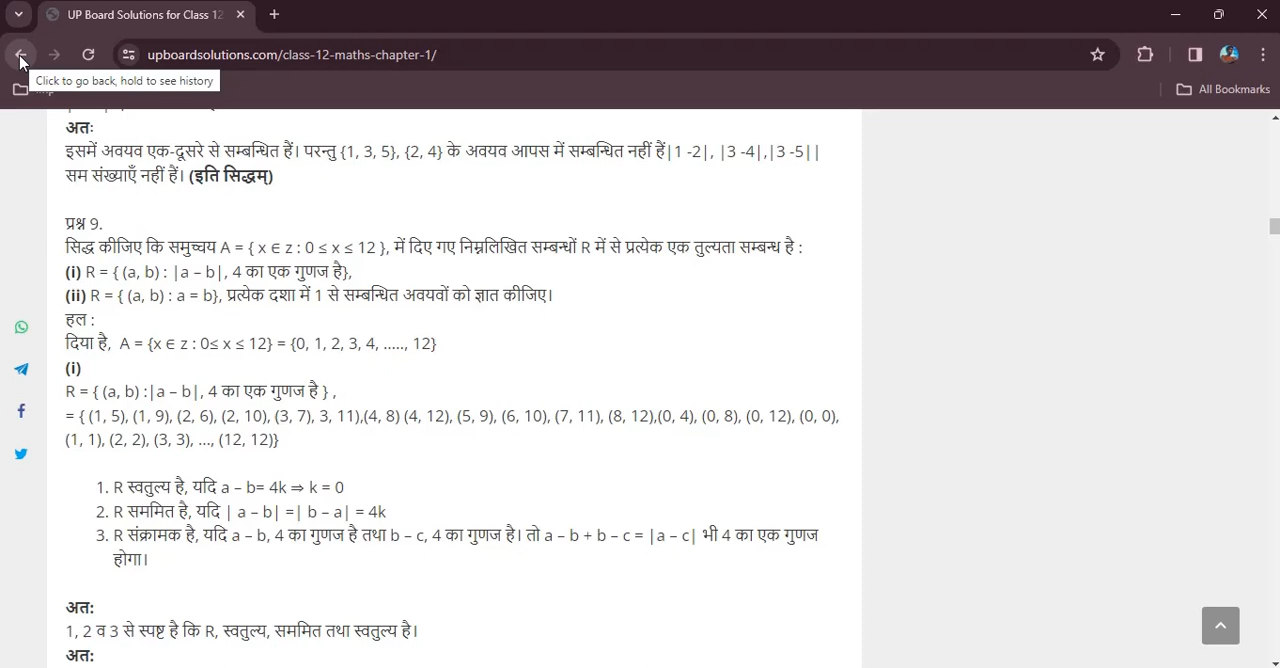 UP Board Solutions for Class 12
upboardsolutions.com/class-12-maths-chapter-1/
Click to go back, hold to see history
All Bookmarks
अतः
इसमें अवयव एक-दूसरे से सम्बन्धित हैं। परन्तु {1, 3, 5}, {2, 4} के अवयव आपस में सम्बन्धित नहीं हैं|1 -2|, |3 -4|,|3 -5||
सम संख्याएँ नहीं हैं। (इति सिद्धम्)
प्रश्न 9.
सिद्ध कीजिए कि समुच्चय A = { x ∈ z : 0 ≤ x ≤ 12 }, में दिए गए निम्नलिखित सम्बन्धों R में से प्रत्येक एक तुल्यता सम्बन्ध है :
(i) R = { (a, b) : |a – b|, 4 का एक गुणज है},
(ii) R = { (a, b) : a = b}, प्रत्येक दशा में 1 से सम्बन्धित अवयवों को ज्ञात कीजिए।
हल :
दिया है, A = {x ∈ z : 0≤ x ≤ 12} = {0, 1, 2, 3, 4, ....., 12}
(i)
R = { (a, b) :|a – b|, 4 का एक गुणज है } ,
= { (1, 5), (1, 9), (2, 6), (2, 10), (3, 7), 3, 11),(4, 8) (4, 12), (5, 9), (6, 10), (7, 11), (8, 12),(0, 4), (0, 8), (0, 12), (0, 0),
(1, 1), (2, 2), (3, 3), ..., (12, 12)}
1. R स्वतुल्य है, यदि a – b= 4k ⇒ k = 0
2. R सममित है, यदि | a – b| =| b – a| = 4k
3. R संक्रामक है, यदि a – b, 4 का गुणज है तथा b – c, 4 का गुणज है। तो a – b + b – c = |a – c| भी 4 का एक गुणज
होगा।
अत:
1, 2 व 3 से स्पष्ट है कि R, स्वतुल्य, सममित तथा स्वतुल्य है।
अत: